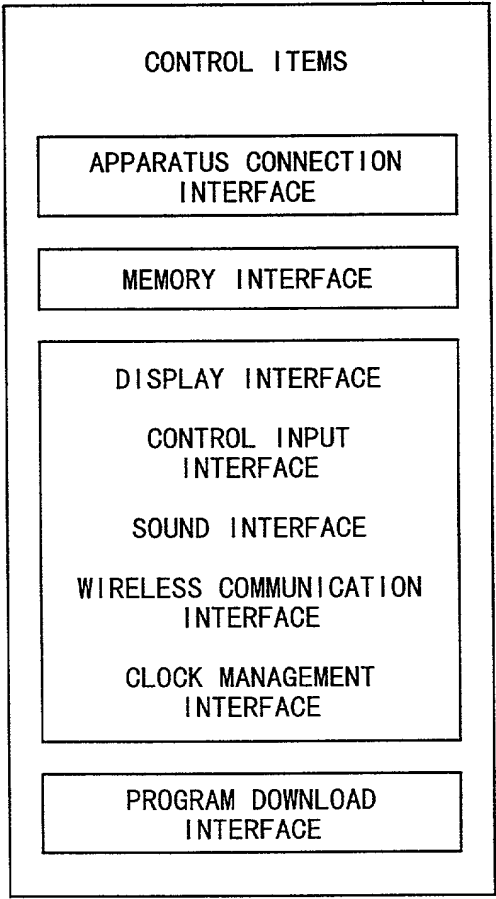 CONTROL ITEMS
APPARATUS CONNECTION
INTERFACE
MEMORY INTERFACE
DISPLAY INTERFACE
CONTROL INPUT
INTERFACE
SOUND INTERFACE
WIRELESS COMMUNICATION
INTERFACE
CLOCK MANAGEMENT
INTERFACE
PROGRAM DOWNLOAD
INTERFACE